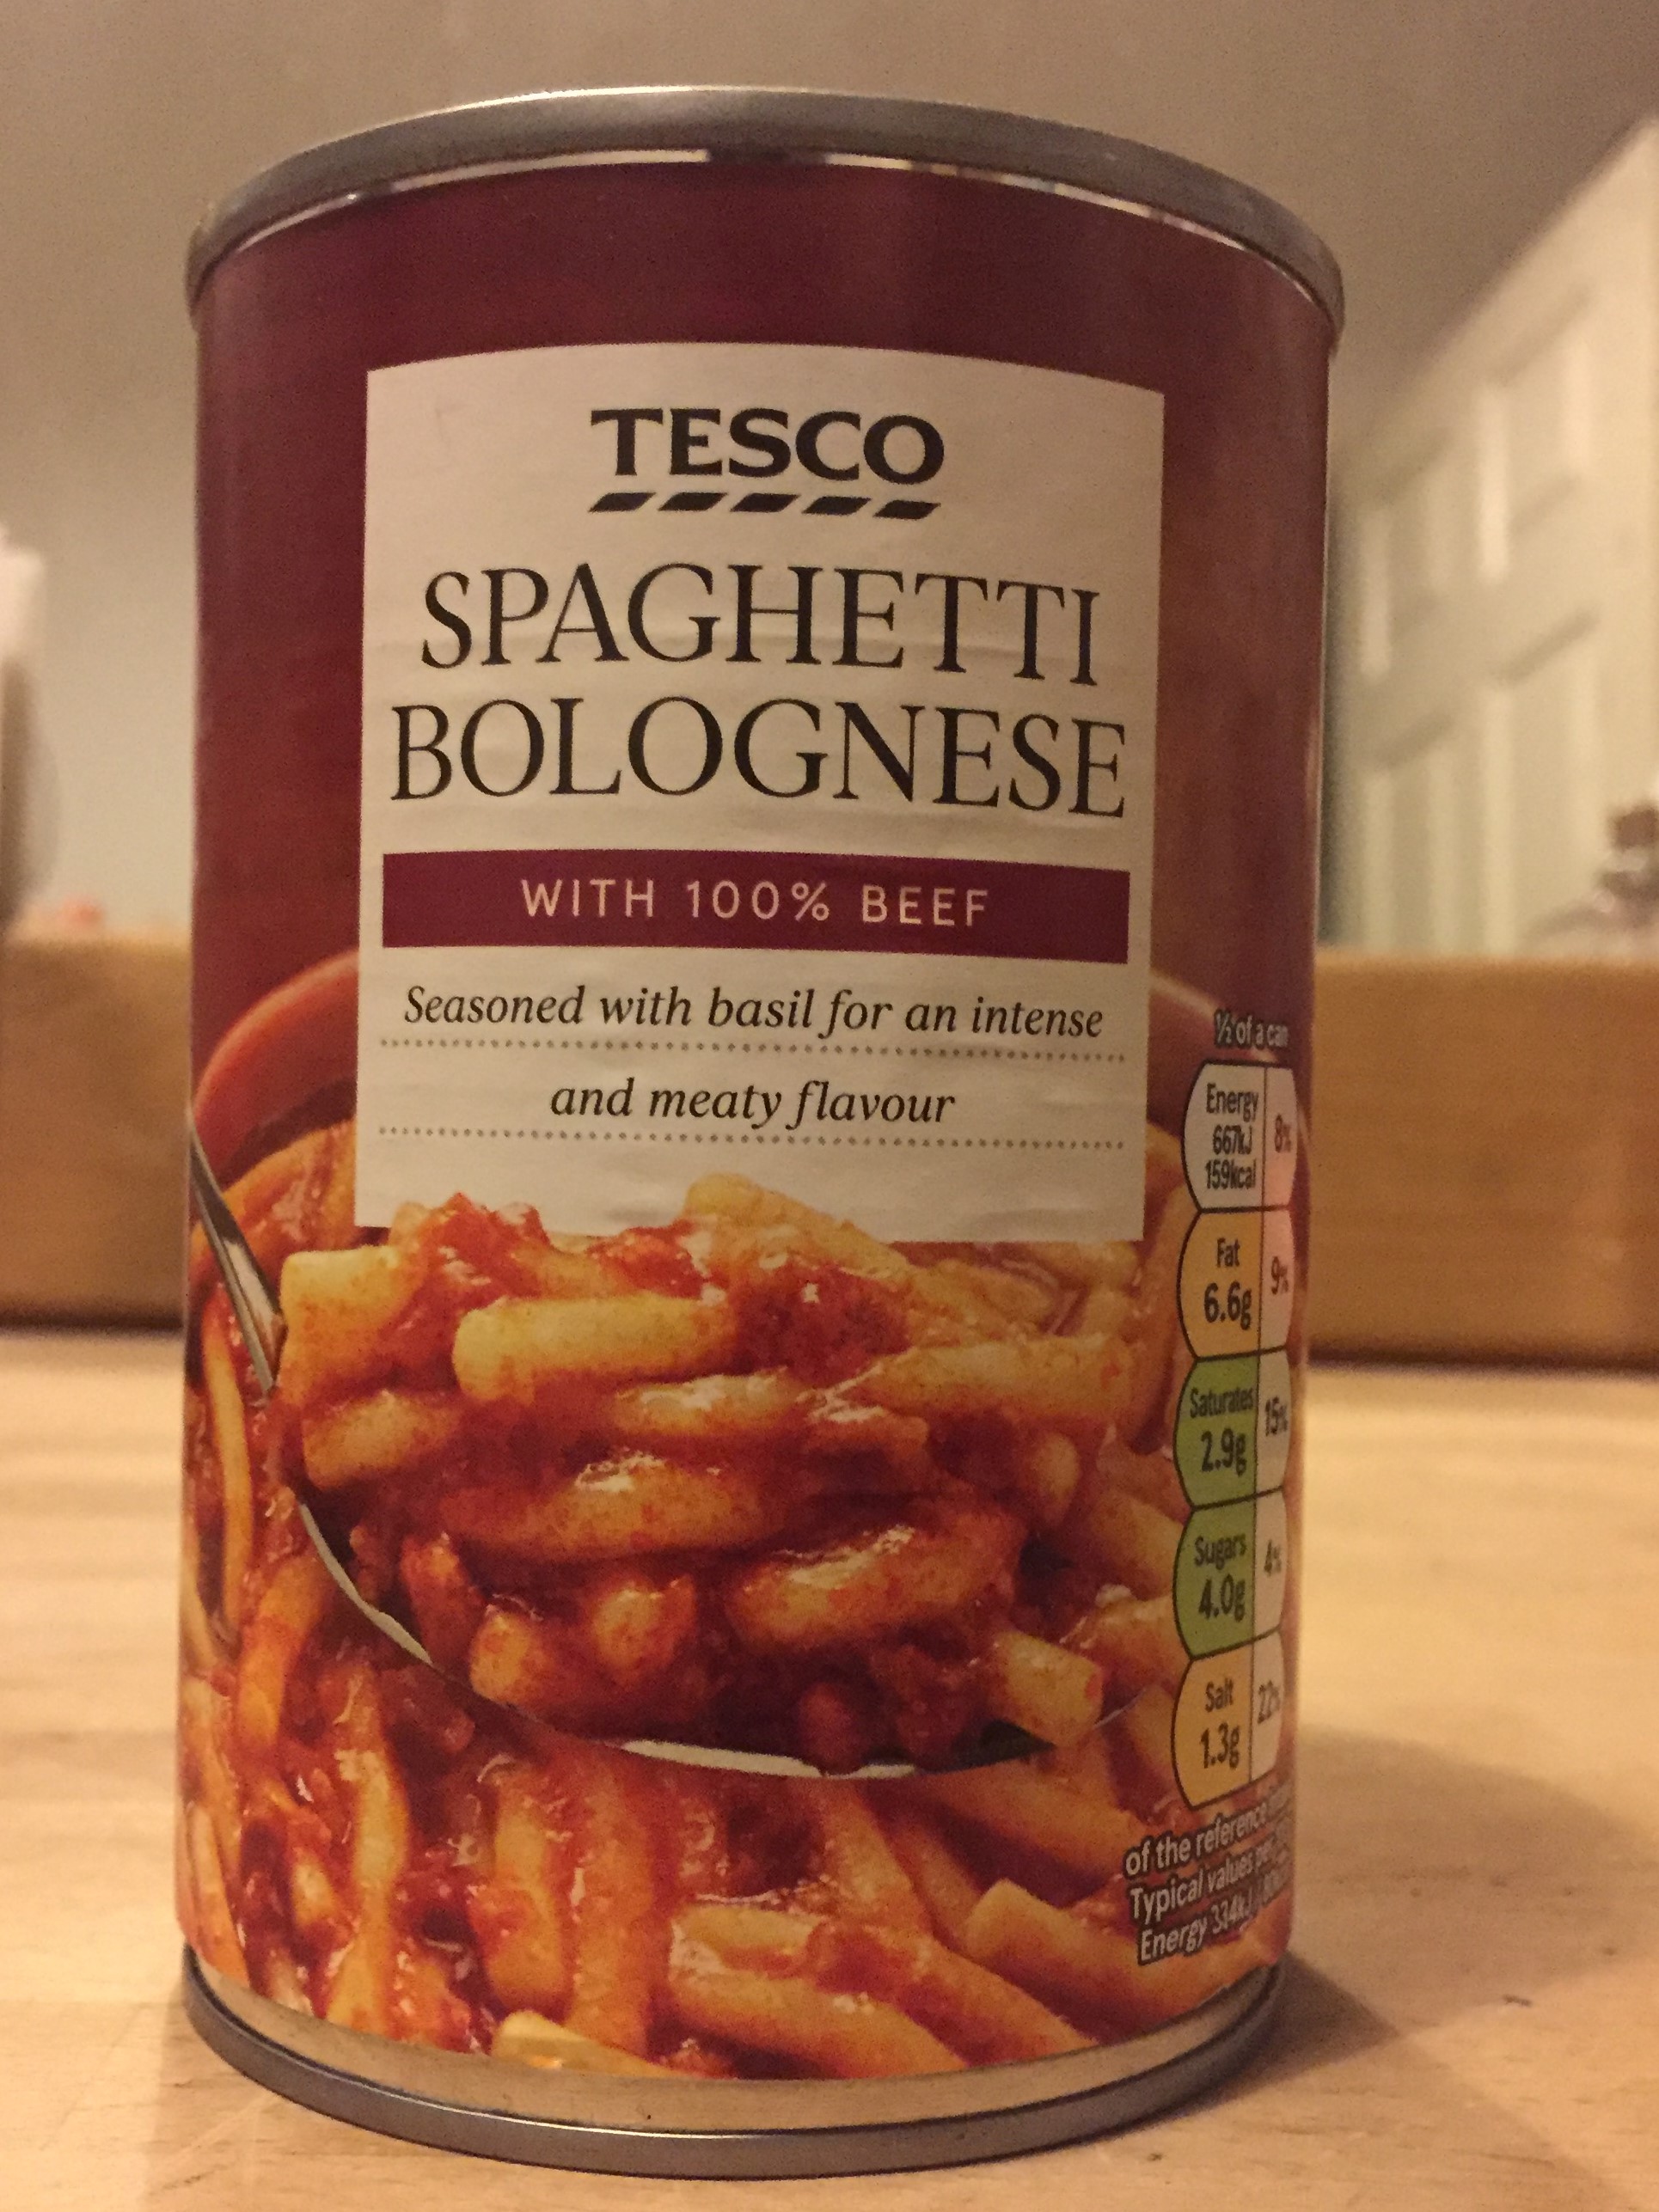 TESCO
SPAGHETTI
BOLOGNESE
WITH 100% BEEF
Seasoned with basil for an intense
and meaty flavour
½ of a can
Energy
667kJ
159kcal
8%
Fat
6.6g
9%
Saturates
2.9g
15%
Sugars
4.0g
4%
Salt
1.3g
22%
of the reference
Typical values per
Energy 334kJ